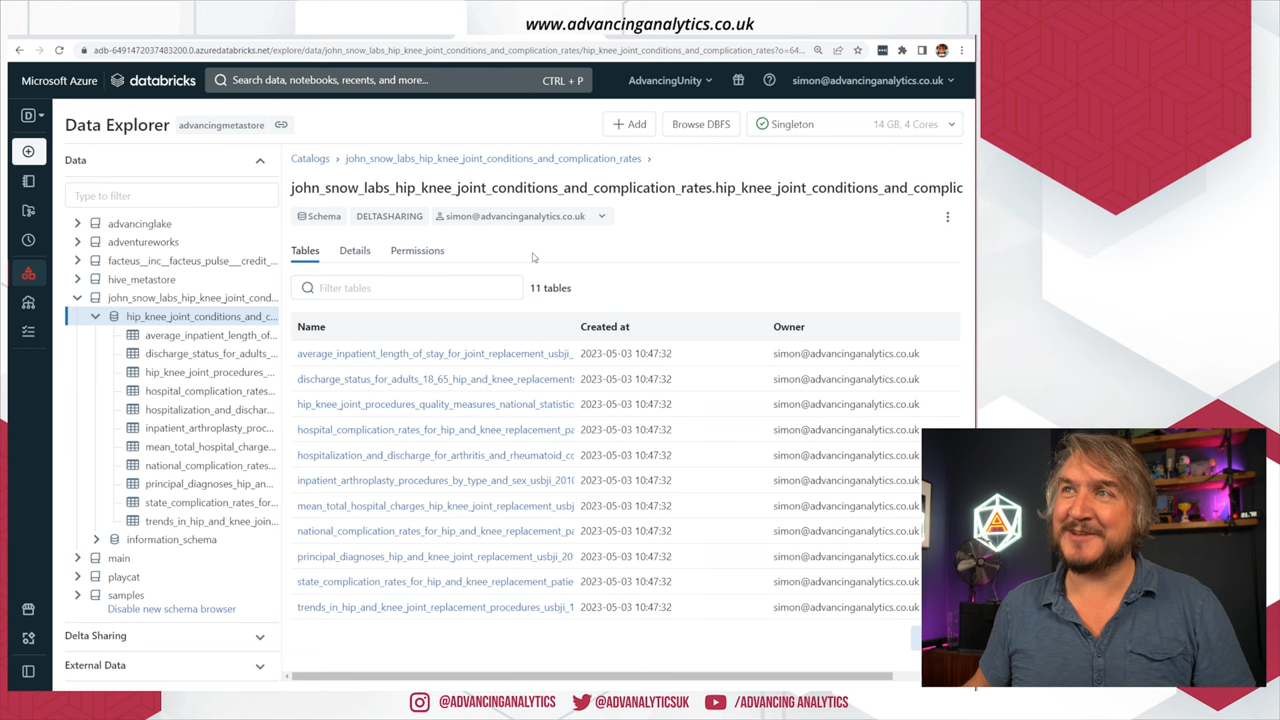 www.advancinganalytics.co.uk
adb-6491472037483200.0.azuredatabricks.net/explore/data/john_snow_labs_hip_knee_joint_conditions_and_complication_rates/hip_knee_joint_conditions_and_complication_rates?o=64...
Microsoft Azure databricks Search data, notebooks, recents, and more... CTRL + P AdvancingUnity simon@advancinganalytics.co.uk
D
Data Explorer advancingmetastore + Add Browse DBFS Singleton 14 GB, 4 Cores
Data
Type to filter
advancinglake
adventureworks
facteus__inc__facteus_pulse___credit_...
hive_metastore
john_snow_labs_hip_knee_joint_cond...
hip_knee_joint_conditions_and_c...
average_inpatient_length_of...
discharge_status_for_adults_...
hip_knee_joint_procedures_...
hospital_complication_rates...
hospitalization_and_dischar...
inpatient_arthroplasty_proc...
mean_total_hospital_charge...
national_complication_rates...
principal_diagnoses_hip_an...
state_complication_rates_for...
trends_in_hip_and_knee_join...
information_schema
main
playcat
samples
Disable new schema browser
Delta Sharing
External Data
Catalogs › john_snow_labs_hip_knee_joint_conditions_and_complication_rates ›
john_snow_labs_hip_knee_joint_conditions_and_complication_rates.hip_knee_joint_conditions_and_complic
Schema DELTASHARING simon@advancinganalytics.co.uk
Tables Details Permissions
Filter tables 11 tables
Name Created at Owner
average_inpatient_length_of_stay_for_joint_replacement_usbji_ 2023-05-03 10:47:32 simon@advancinganalytics.co.uk
discharge_status_for_adults_18_65_hip_and_knee_replacements 2023-05-03 10:47:32 simon@advancinganalytics.co.uk
hip_knee_joint_procedures_quality_measures_national_statistic 2023-05-03 10:47:32 simon@advancinganalytics.co.uk
hospital_complication_rates_for_hip_and_knee_replacement_pa 2023-05-03 10:47:32 simon@advancinganalytics.co.uk
hospitalization_and_discharge_for_arthritis_and_rheumatoid_cc 2023-05-03 10:47:32 simon@advancinganalytics.co.uk
inpatient_arthroplasty_procedures_by_type_and_sex_usbji_2010 2023-05-03 10:47:32 simon@advancinganalytics.co.uk
mean_total_hospital_charges_hip_knee_joint_replacement_usbj 2023-05-03 10:47:32 simon@advancinganalytics.co.uk
national_complication_rates_for_hip_and_knee_replacement_pa 2023-05-03 10:47:32 simon@advancinganalytics.co.uk
principal_diagnoses_hip_and_knee_joint_replacement_usbji_20 2023-05-03 10:47:32 simon@advancinganalytics.co.uk
state_complication_rates_for_hip_and_knee_replacement_patie 2023-05-03 10:47:32 simon@advancinganalytics.co.uk
trends_in_hip_and_knee_joint_replacement_procedures_usbji_1 2023-05-03 10:47:32 simon@advancinganalytics.co.uk
@ADVANCINGANALYTICS @ADVANALYTICSUK /ADVANCING ANALYTICS